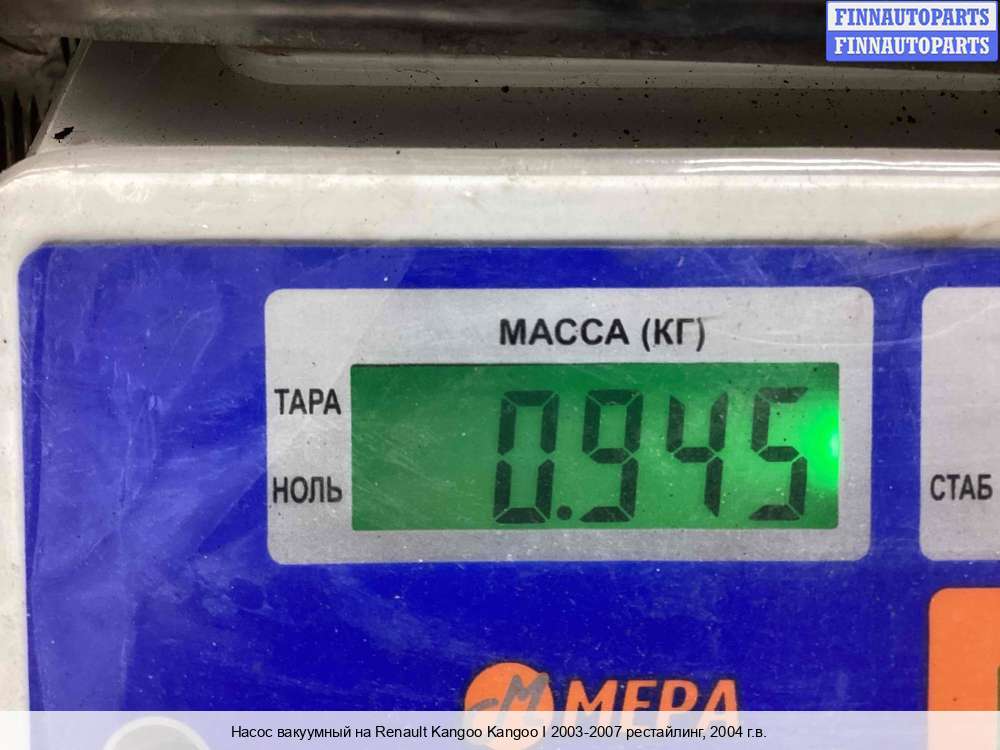 FINNAUTOPARTS
FINNAUTOPARTS
МАССА (КГ)
ТАРА
0.945
НОЛЬ
СТАБ
МЕРА
Насос вакуумный на Renault Kangoo Kangoo I 2003-2007 рестайлинг, 2004 г.в.